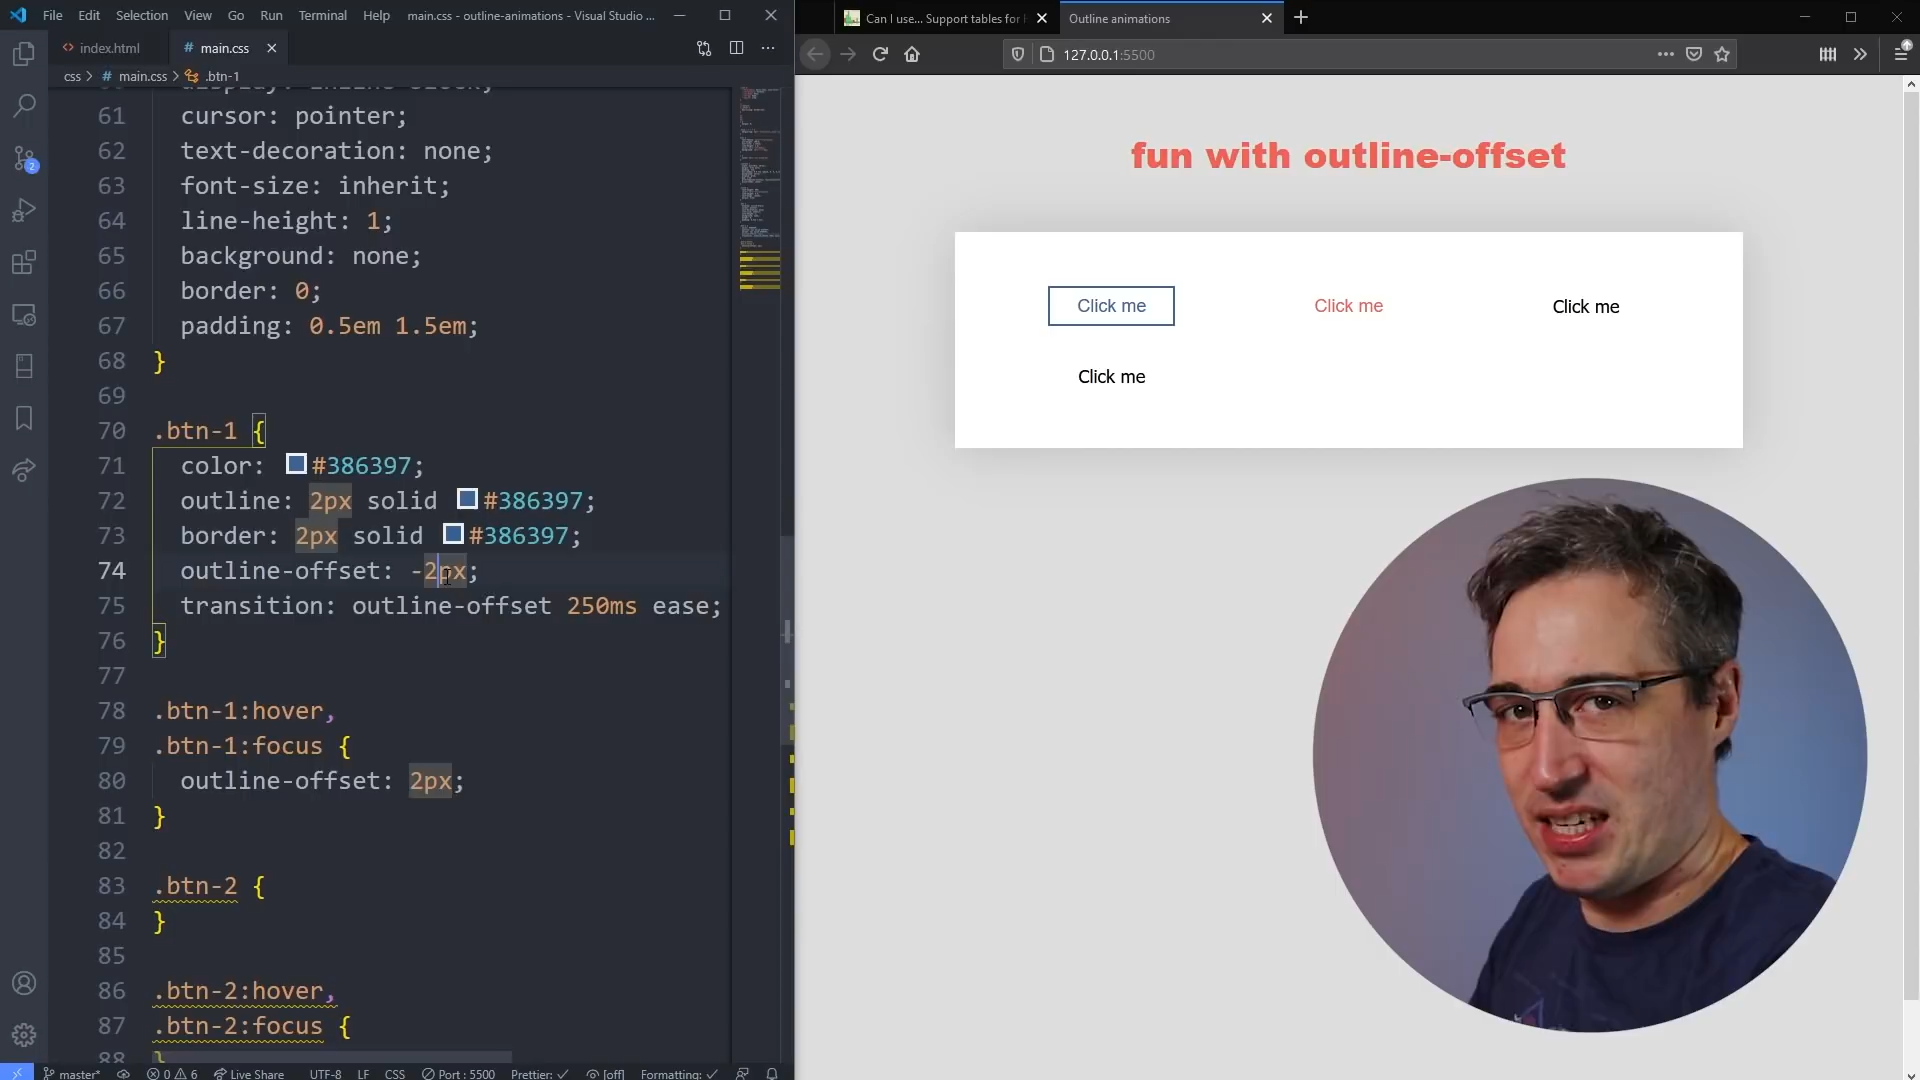 File Edit Selection View Go Run Terminal Help main.css - outline-animations - Visual Studio ...
<> index.html # main.css
css > # main.css > .btn-1
61 cursor: pointer;
62 text-decoration: none;
63 font-size: inherit;
64 line-height: 1;
65 background: none;
66 border: 0;
67 padding: 0.5em 1.5em;
68 }
69
70 .btn-1 {
71 color: #386397;
72 outline: 2px solid #386397;
73 border: 2px solid #386397;
74 outline-offset: -2px;
75 transition: outline-offset 250ms ease;
76 }
77
78 .btn-1:hover,
79 .btn-1:focus {
80 outline-offset: 2px;
81 }
82
83 .btn-2 {
84 }
85
86 .btn-2:hover,
87 .btn-2:focus {
88 }
2
master* 0 6 Live Share UTF-8 LF CSS Port : 5500 Prettier: ✓ [off] Formatting: ✓
Can I use... Support tables for
Outline animations
127.0.0.1:5500
fun with outline-offset
Click me Click me Click me
Click me